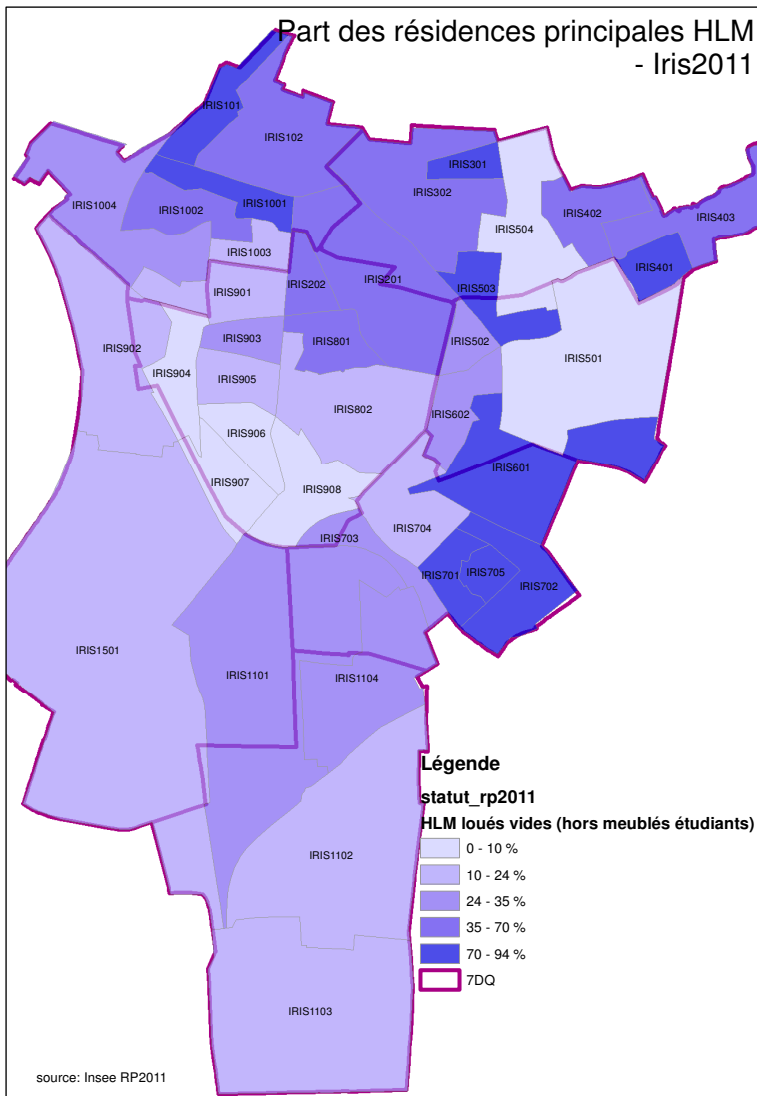 Part des résidences principales HLM
- Iris2011
IRIS101
IRIS102
IRIS301
IRIS302
IRIS1004
IRIS1002
IRIS1001
IRIS504
IRIS402
IRIS403
IRIS1003
IRIS401
IRIS901
IRIS202
IRIS201
IRIS503
IRIS903
IRIS801
IRIS502
IRIS902
IRIS904
IRIS501
IRIS905
IRIS802
IRIS602
IRIS906
IRIS601
IRIS907
IRIS908
IRIS704
IRIS703
IRIS701
IRIS705
IRIS702
IRIS1501
IRIS1101
IRIS1104
Légende
statut_rp2011
HLM loués vides (hors meublés étudiants)
0 - 10 %
10 - 24 %
24 - 35 %
35 - 70 %
70 - 94 %
7DQ
IRIS1102
IRIS1103
source: Insee RP2011